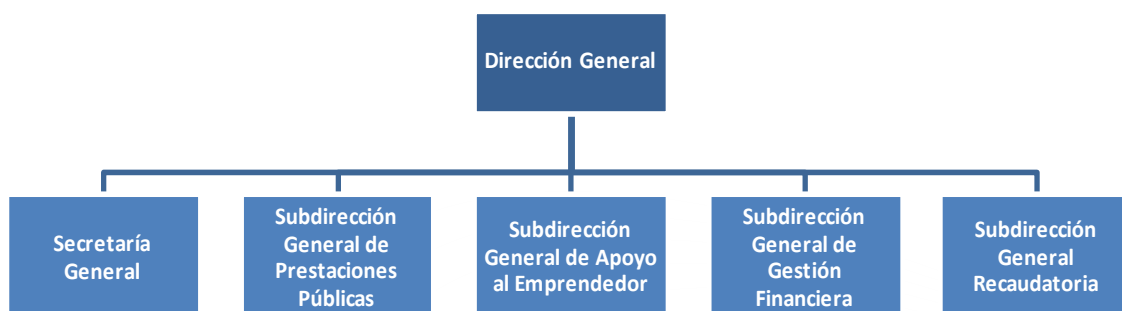 Dirección General
Secretaría
General
Subdirección
General de
Prestaciones
Públicas
Subdirección
General de Apoyo
al Emprendedor
Subdirección
General de
Gestión
Financiera
Subdirección
General
Recaudatoria